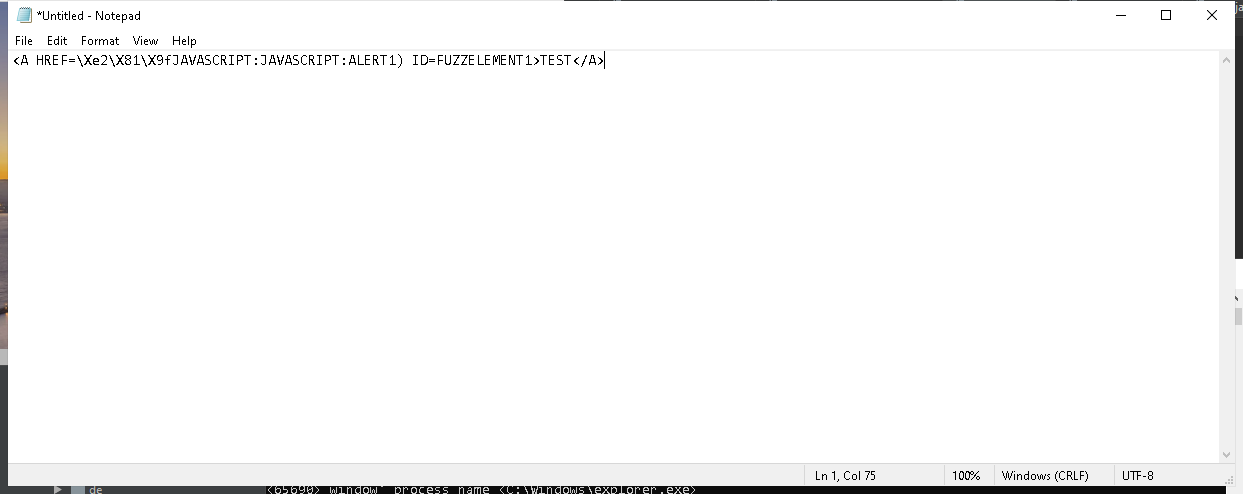 *Untitled - Notepad
File Edit Format View Help
<A HREF=\Xe2\X81\X9fJAVASCRIPT:JAVASCRIPT:ALERT1) ID=FUZZELEMENT1>TEST</A>
Ln 1, Col 75 100% Windows (CRLF) UTF-8
de <65690> window' process name <C:\Windows\explorer.exe>